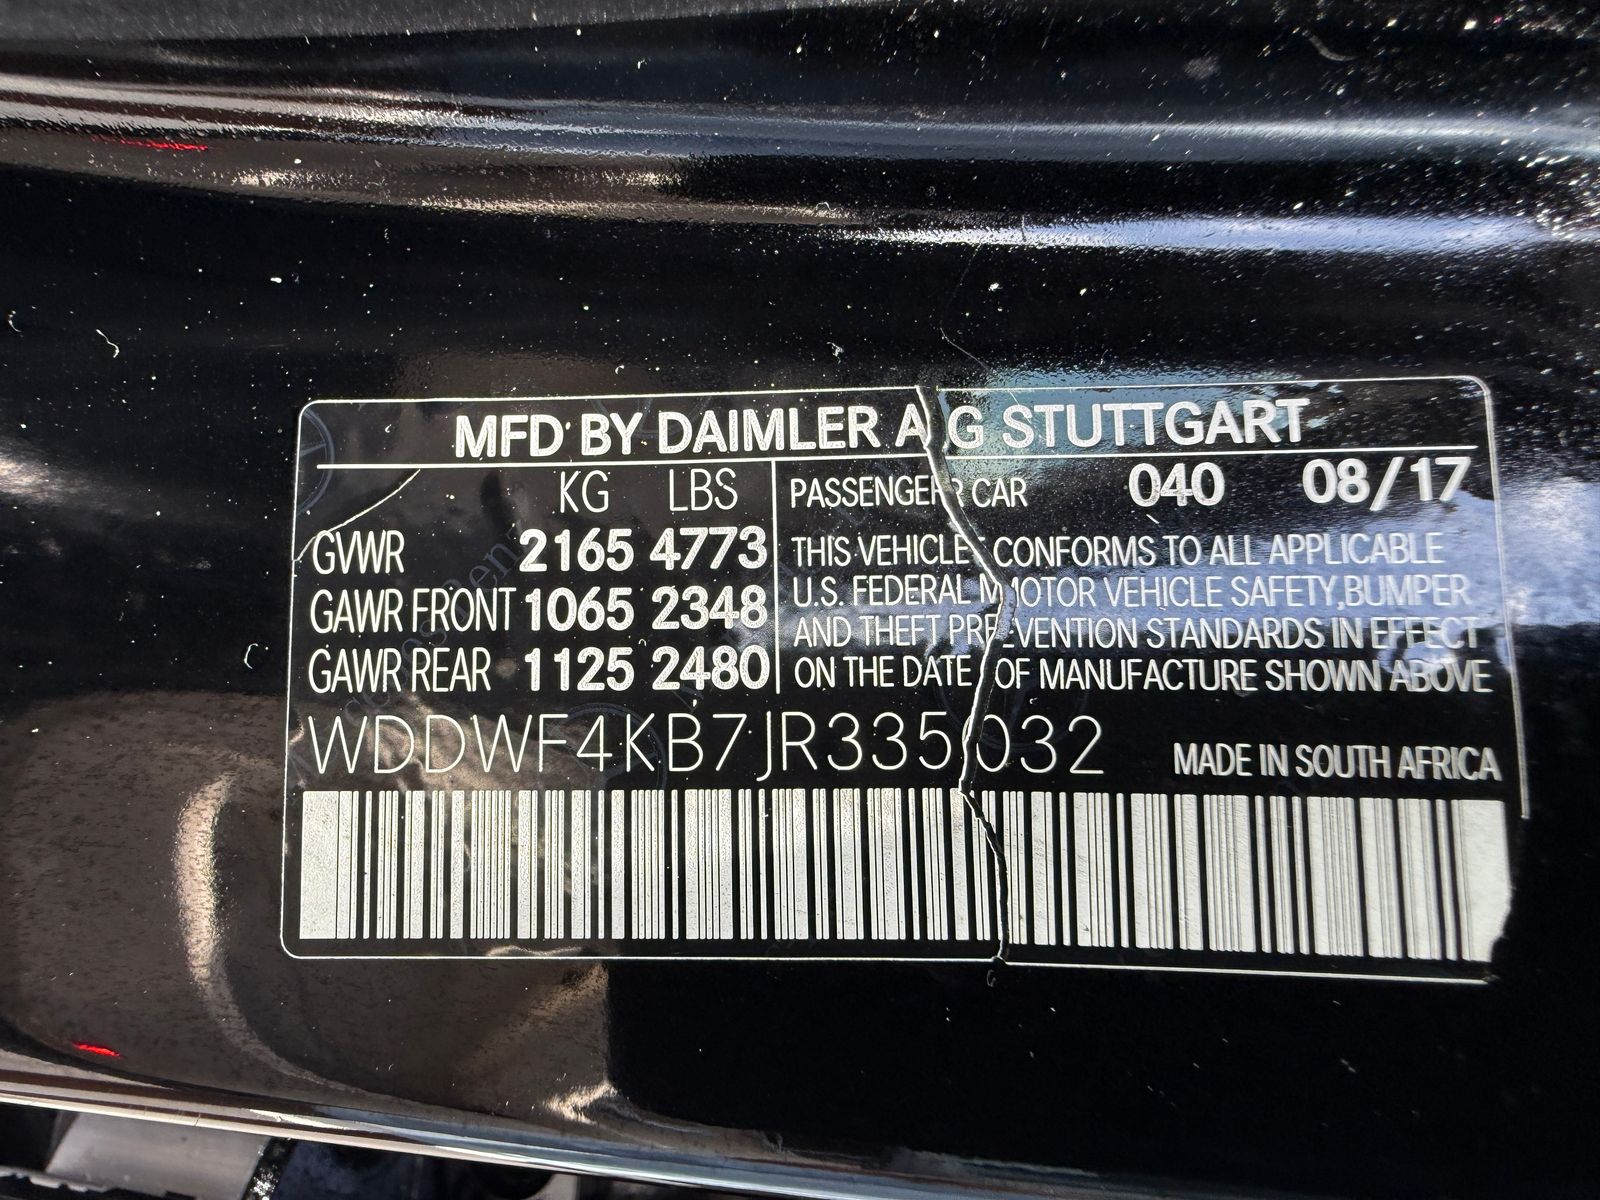 MFD BY DAIMLER AG STUTTGART
KG LBS
GVWR 2165 4773
GAWR FRONT 1065 2348
GAWR REAR 1125 2480
PASSENGER CAR 040 08/17
THIS VEHICLE CONFORMS TO ALL APPLICABLE
U.S. FEDERAL MOTOR VEHICLE SAFETY,BUMPER
AND THEFT PREVENTION STANDARDS IN EFFECT
ON THE DATE OF MANUFACTURE SHOWN ABOVE
WDDWF4KB7JR335032
MADE IN SOUTH AFRICA